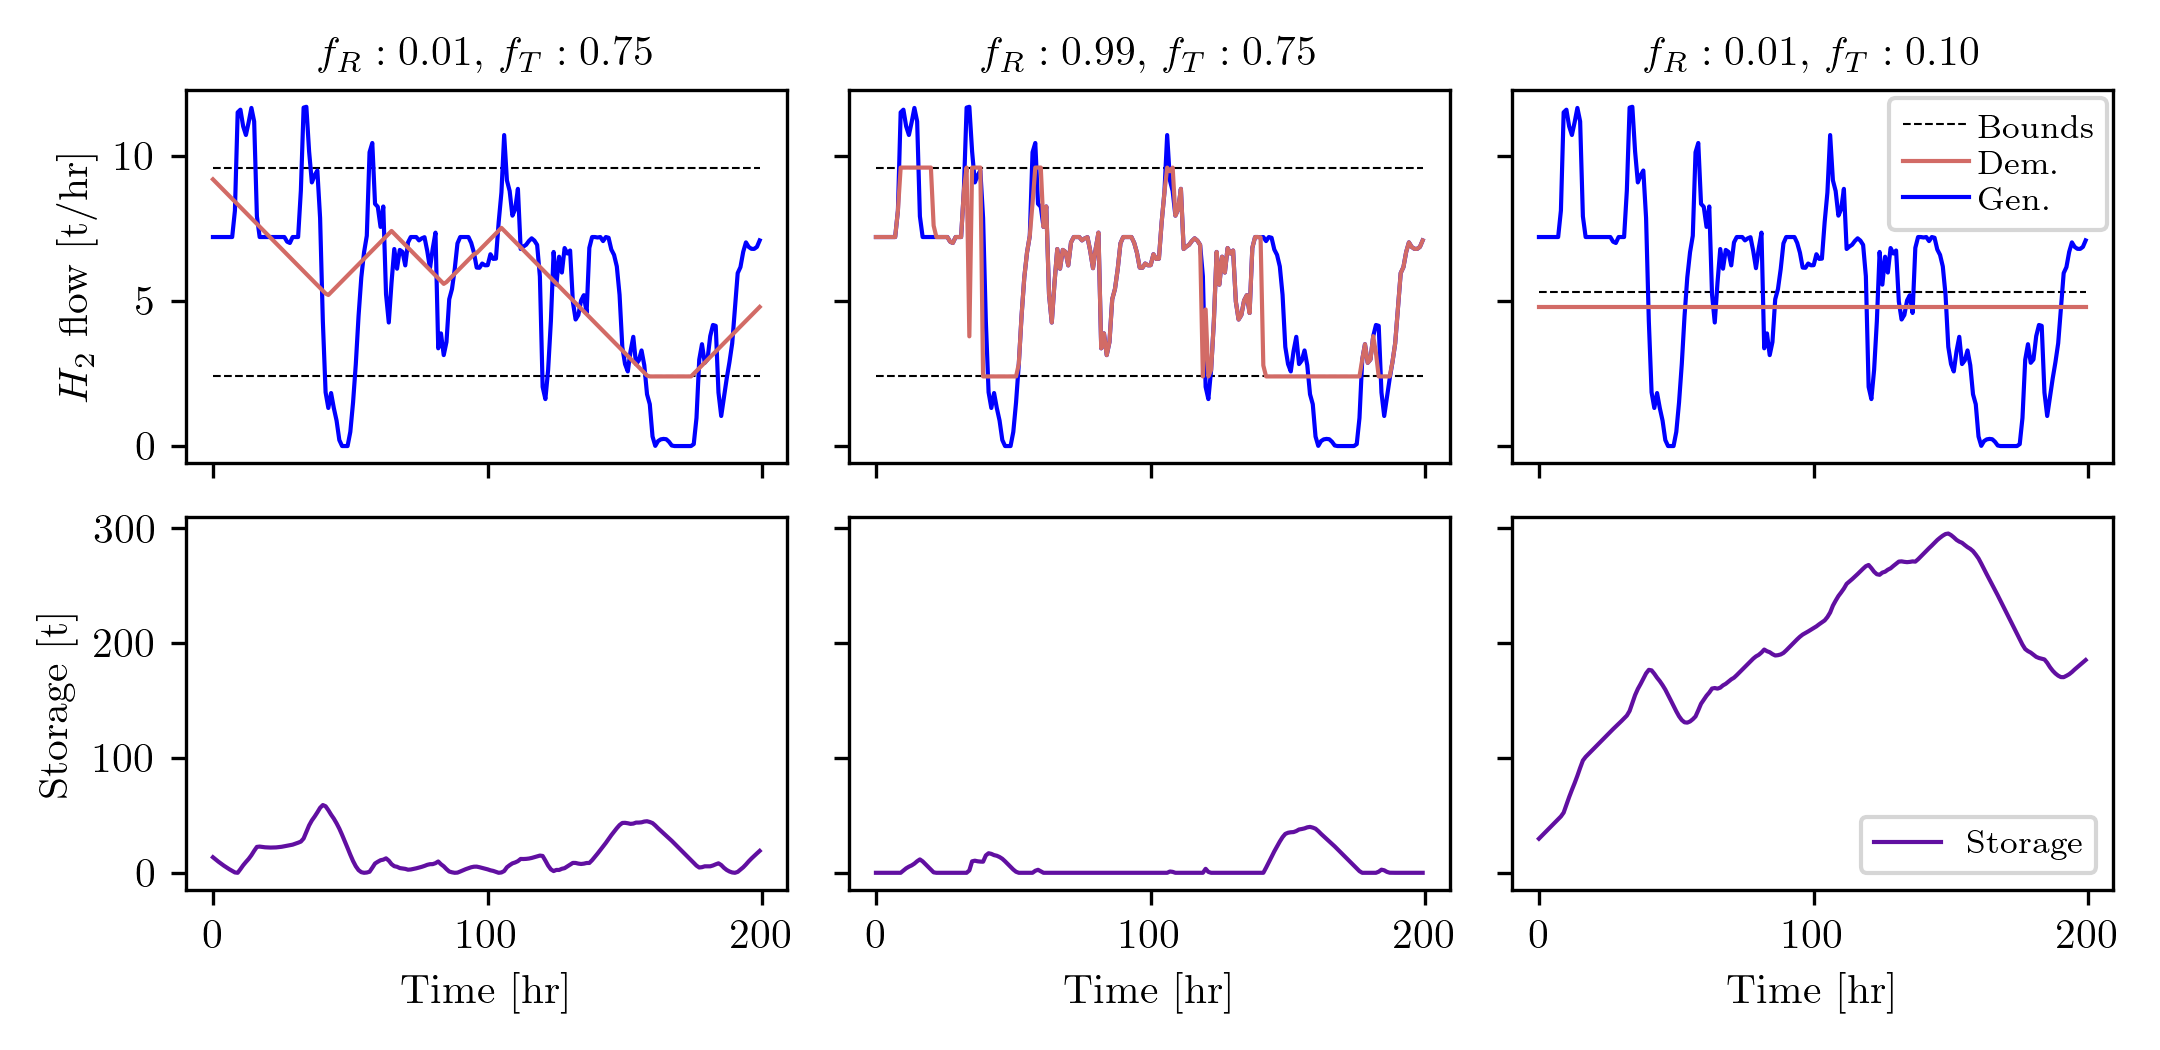 f_R : 0.01, f_T : 0.75
f_R : 0.99, f_T : 0.75
f_R : 0.01, f_T : 0.10
H_2 flow [t/hr]
10
5
0
Bounds
Dem.
Gen.
Storage [t]
300
200
100
0
Storage
0 100 200
0 100 200
0 100 200
Time [hr]
Time [hr]
Time [hr]